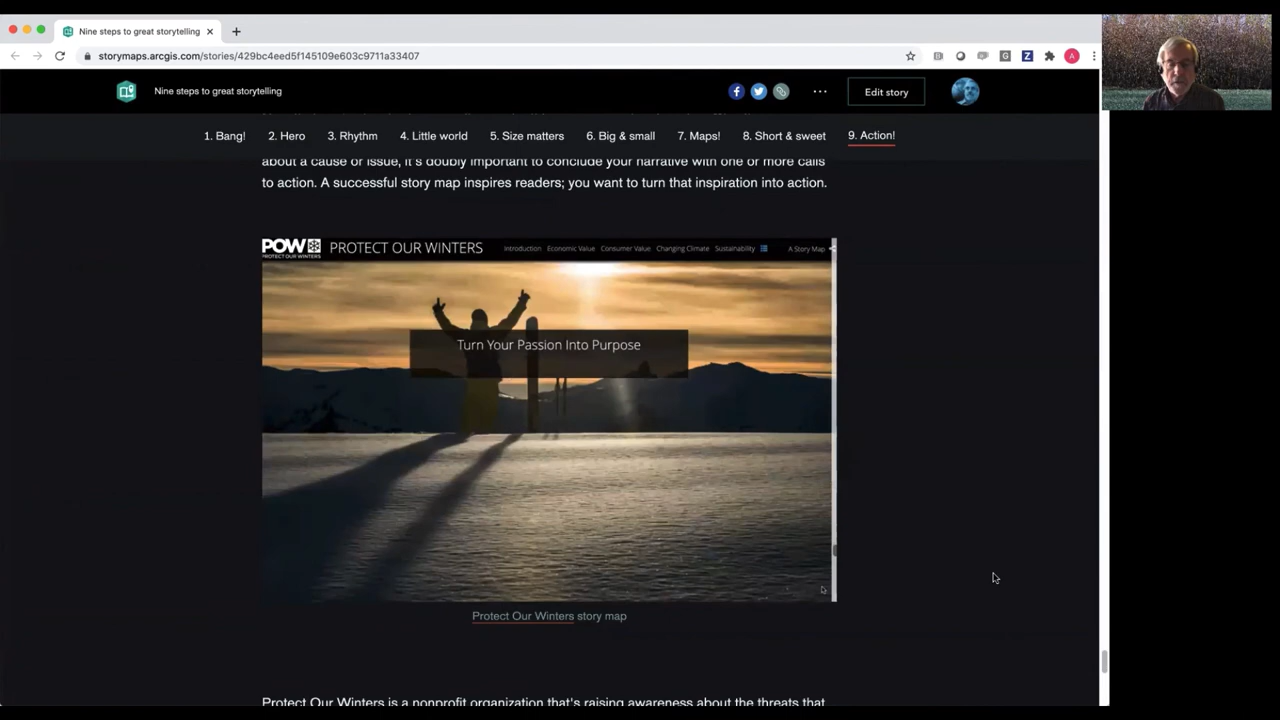 Nine steps to great storytelling
storymaps.arcgis.com/stories/429bc4eed5f145109e603c9711a33407
A
Nine steps to great storytelling
Edit story
1. Bang! 2. Hero 3. Rhythm 4. Little world 5. Size matters 6. Big & small 7. Maps! 8. Short & sweet 9. Action!
about a cause or issue, it's doubly important to conclude your narrative with one or more calls
to action. A successful story map inspires readers; you want to turn that inspiration into action.
POW PROTECT OUR WINTERS Introduction Economic Value Consumer Value Changing Climate Sustainability A Story Map
PROTECT OUR WINTERS
Turn Your Passion Into Purpose
Protect Our Winters story map
Protect Our Winters is a nonprofit organization that's raising awareness about the threats that